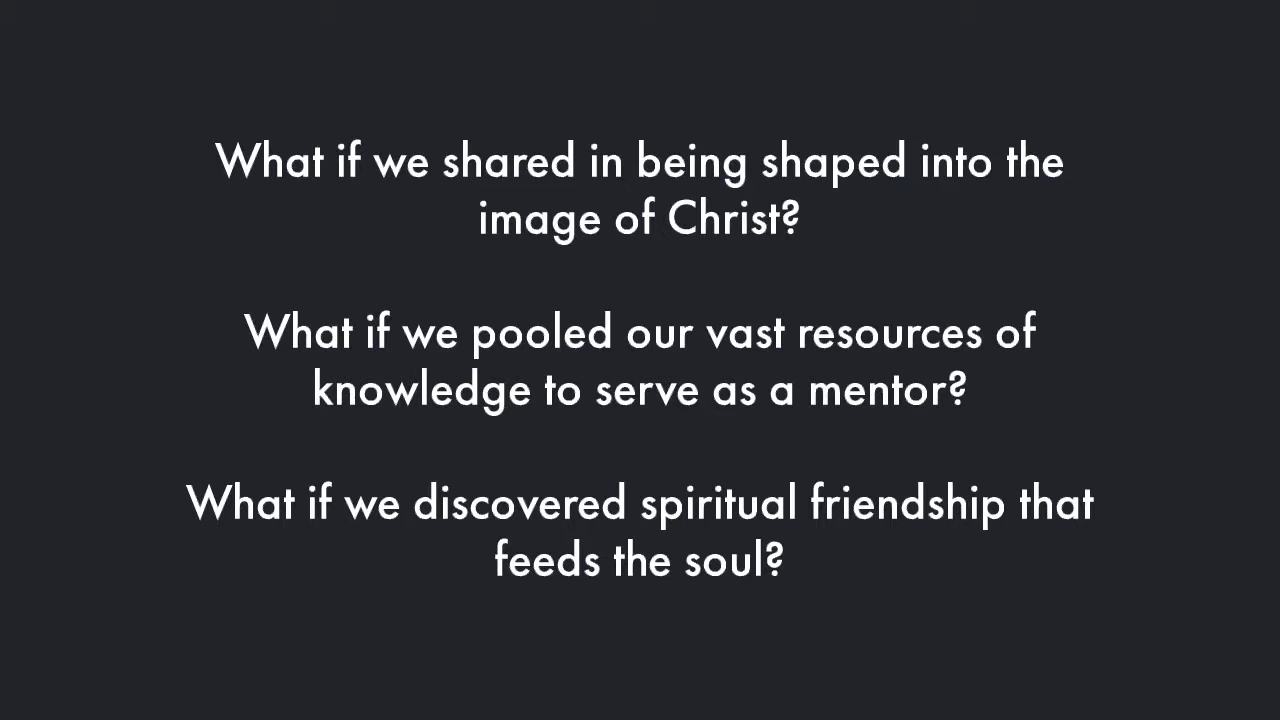 What if we shared in being shaped into the
image of Christ?
What if we pooled our vast resources of
knowledge to serve as a mentor?
What if we discovered spiritual friendship that
feeds the soul?